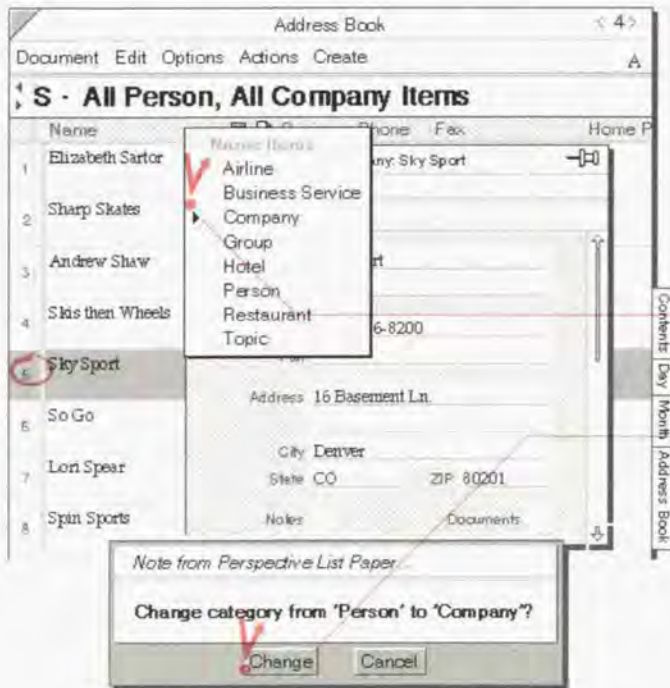 Address Book
< 4 >
Document Edit Options Actions Create
A
S - All Person, All Company Items
Name
Phone Fax
Home P
Name Items
Airline
Business Service
Company
Group
Hotel
Person
Restaurant
Topic
ny: Sky Sport
rt
6-8200
1 Elizabeth Sartor
2 Sharp Skates
3 Andrew Shaw
4 Skis then Wheels
5 Sky Sport
6 So Go
7 Lori Spear
8 Spin Sports
Address 16 Basement Ln.
City Denver
State CO ZIP 80201
Notes Documents
Contents
Day
Month
Address Book
Note from Perspective List Paper...
Change category from 'Person' to 'Company'?
Change Cancel